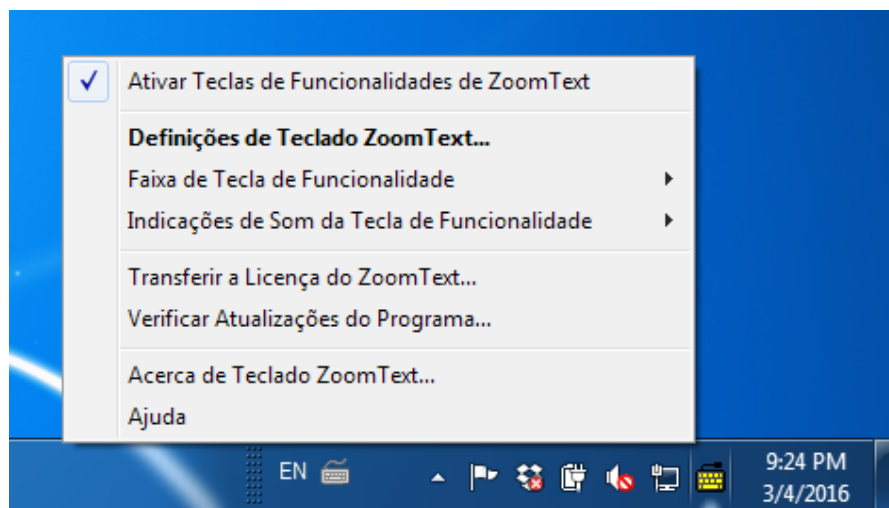 Ativar Teclas de Funcionalidades de ZoomText
Definições de Teclado ZoomText...
Faixa de Tecla de Funcionalidade
Indicações de Som da Tecla de Funcionalidade
Transferir a Licença do ZoomText...
Verificar Atualizações do Programa...
Acerca de Teclado ZoomText...
Ajuda
EN
9:24 PM
3/4/2016